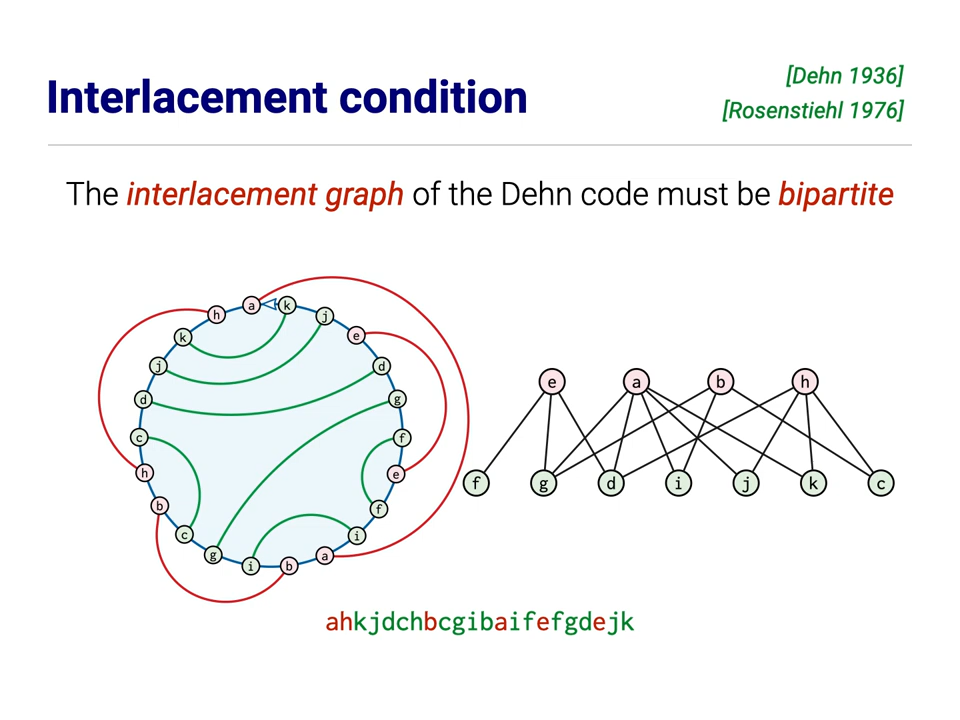 Interlacement condition
[Dehn 1936]
[Rosenstiehl 1976]
The interlacement graph of the Dehn code must be bipartite
h a k j
k e
j d
d g
c f
h e
b f
c i
g i b a
e a b h
f g d i j k c
ahkjdchbcgibaifefgdejk